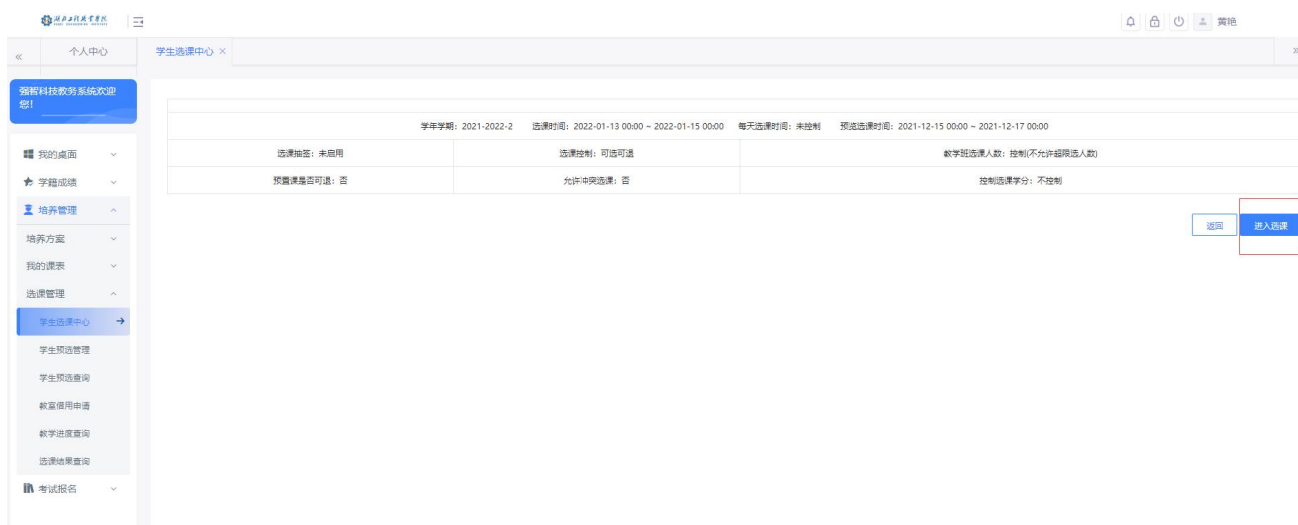 黄艳
个人中心
学生选课中心
强智科技教务系统欢迎
您!
学年学期: 2021-2022-2 选课时间: 2022-01-13 00:00 ~ 2022-01-15 00:00 每天选课时间: 未控制 预览选课时间: 2021-12-15 00:00 ~ 2021-12-17 00:00
选课抽签: 未启用 选课控制: 可选可退 教学班选课人数: 控制(不允许超限选人数)
预置课是否可退: 否 允许冲突选课: 否 控制选课学分: 不控制
返回 进入选课
我的桌面
学籍成绩
培养管理
培养方案
我的课表
选课管理
学生选课中心
学生预选管理
学生预选查询
教室借用申请
教学进度查询
选课结果查询
考试报名